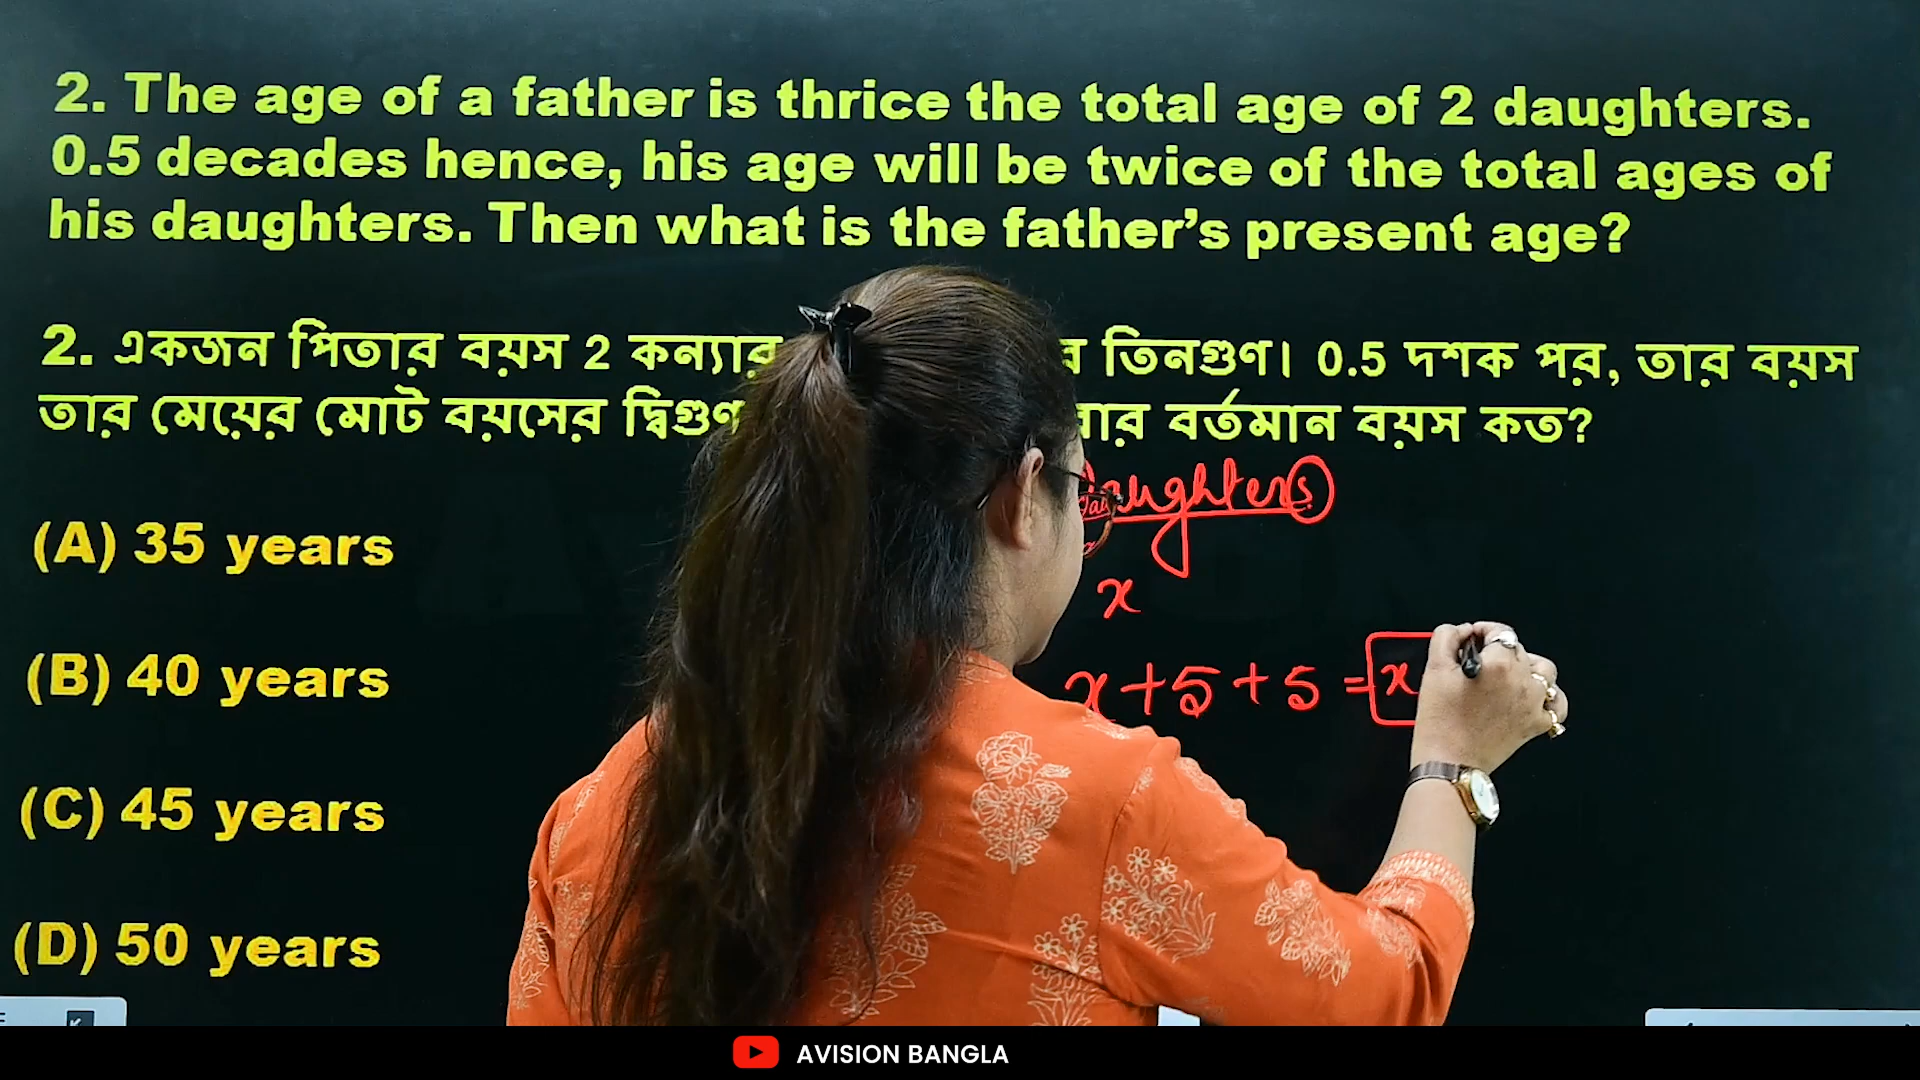 2. The age of a father is thrice the total age of 2 daughters.
0.5 decades hence, his age will be twice of the total ages of
his daughters. Then what is the father's present age?
2. একজন পিতার বয়স 2 কন্যার তিনগুণ। 0.5 দশক পর, তার বয়স
তার মেয়ের মোট বয়সের দ্বিগুণ বর্তমান বয়স কত?
Daughters
(A) 35 years
x
(B) 40 years
x+5+5 = x
(C) 45 years
(D) 50 years
AVISION BANGLA